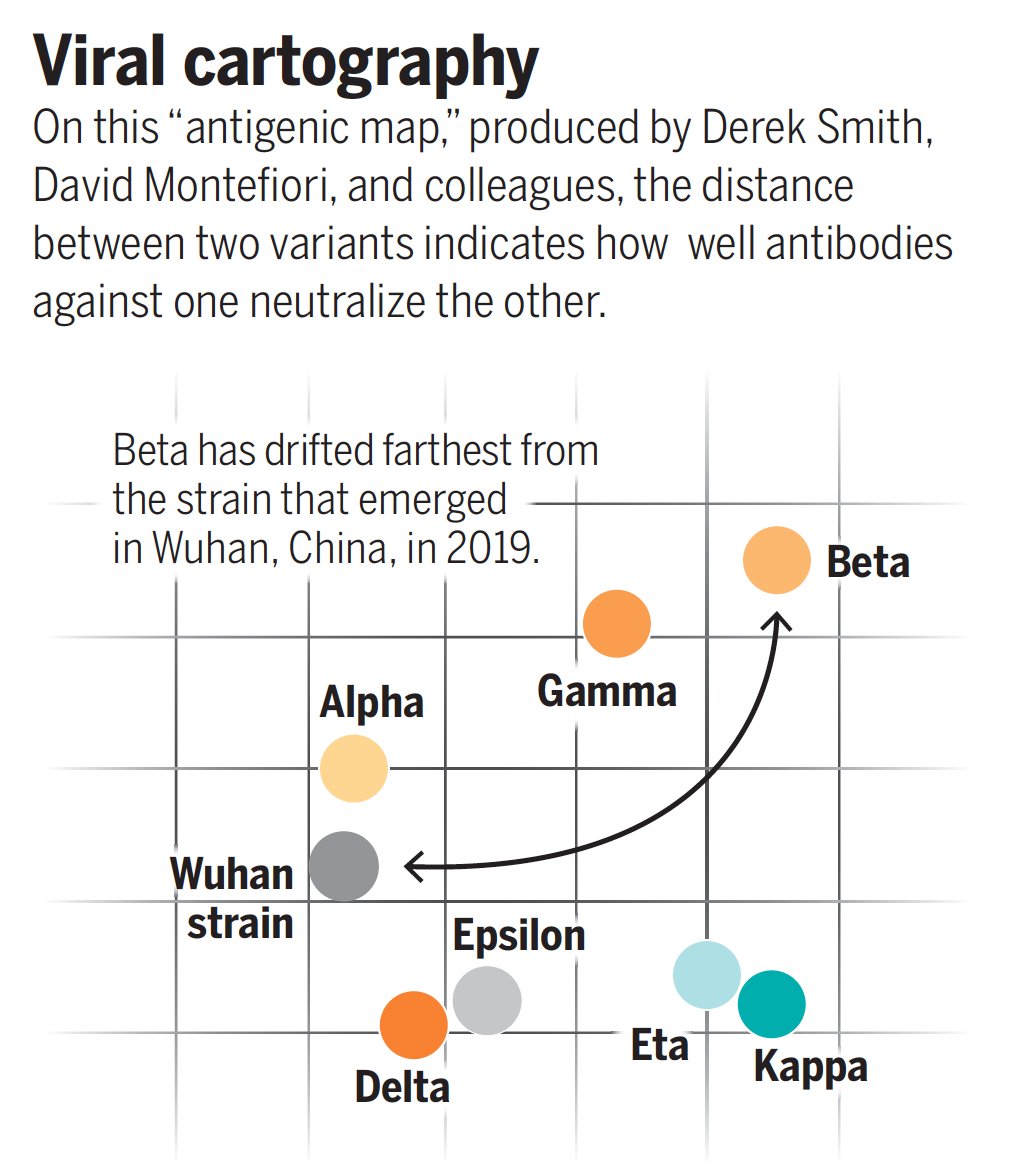 Viral cartography
On this “antigenic map,” produced by Derek Smith,
David Montefiori, and colleagues, the distance
between two variants indicates how  well antibodies
against one neutralize the other.
Beta has drifted farthest from
the strain that emerged
in Wuhan, China, in 2019.
Beta
Gamma
Alpha
Wuhan
strain
Epsilon
Eta
Kappa
Delta